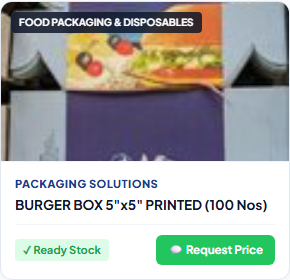 FOOD PACKAGING & DISPOSABLES
PACKAGING SOLUTIONS
BURGER BOX 5"x5" PRINTED (100 Nos)
✓ Ready Stock
Request Price